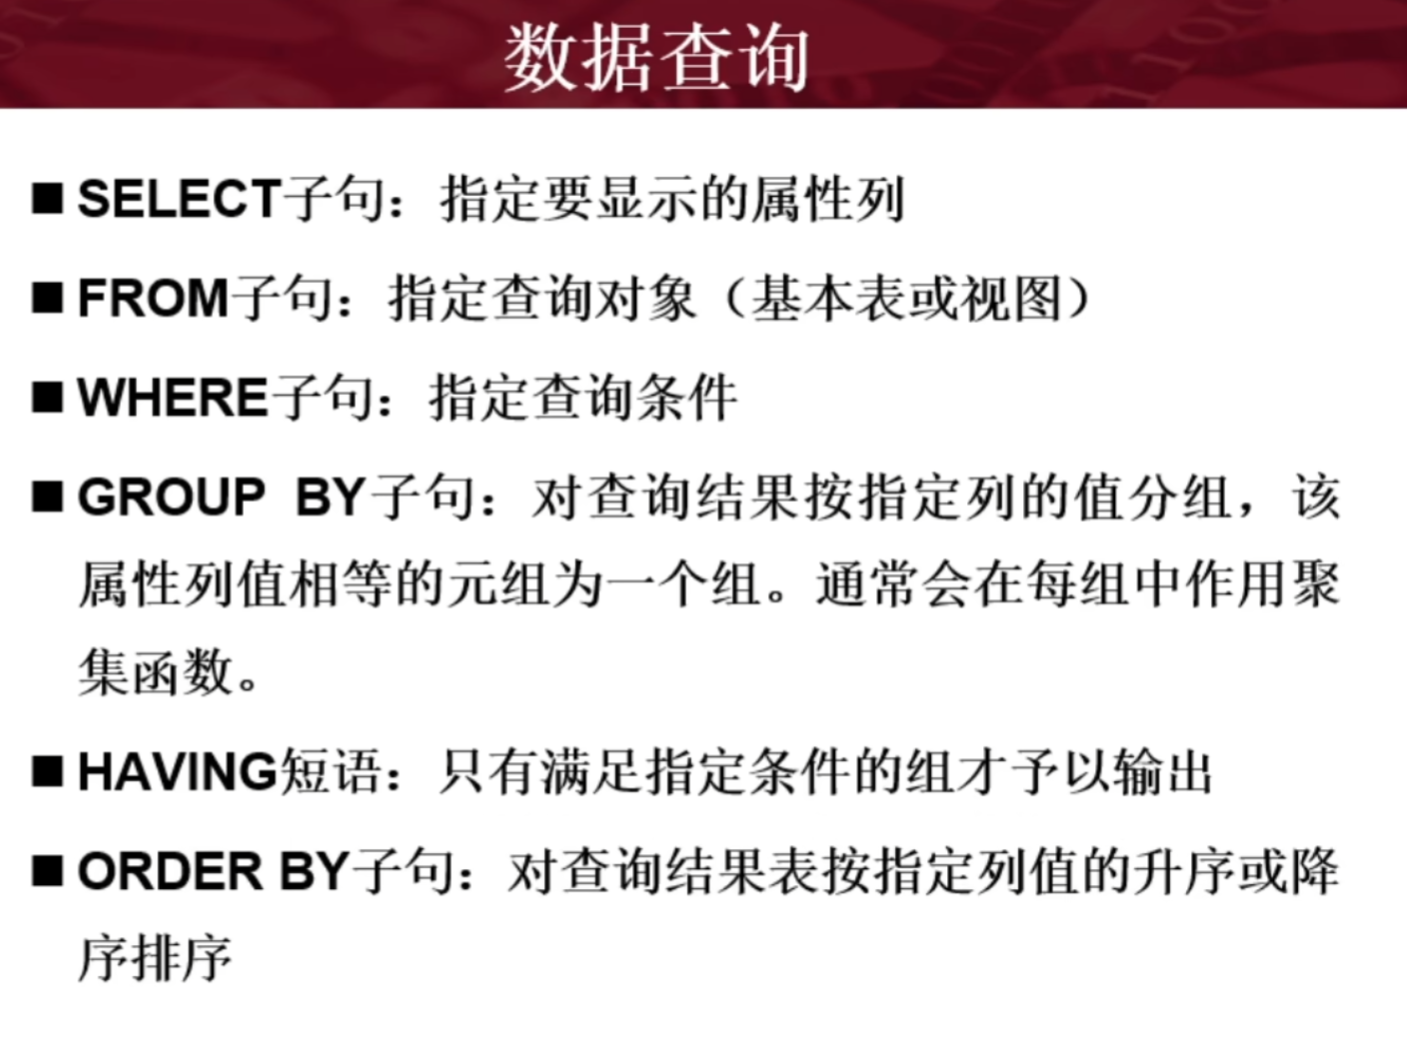 数据查询
■ SELECT子句：指定要显示的属性列
■ FROM子句：指定查询对象（基本表或视图）
■ WHERE子句：指定查询条件
■ GROUP BY子句：对查询结果按指定列的值分组，该
属性列值相等的元组为一个组。通常会在每组中作用聚
集函数。
■ HAVING短语：只有满足指定条件的组才予以输出
■ ORDER BY子句：对查询结果表按指定列值的升序或降
序排序